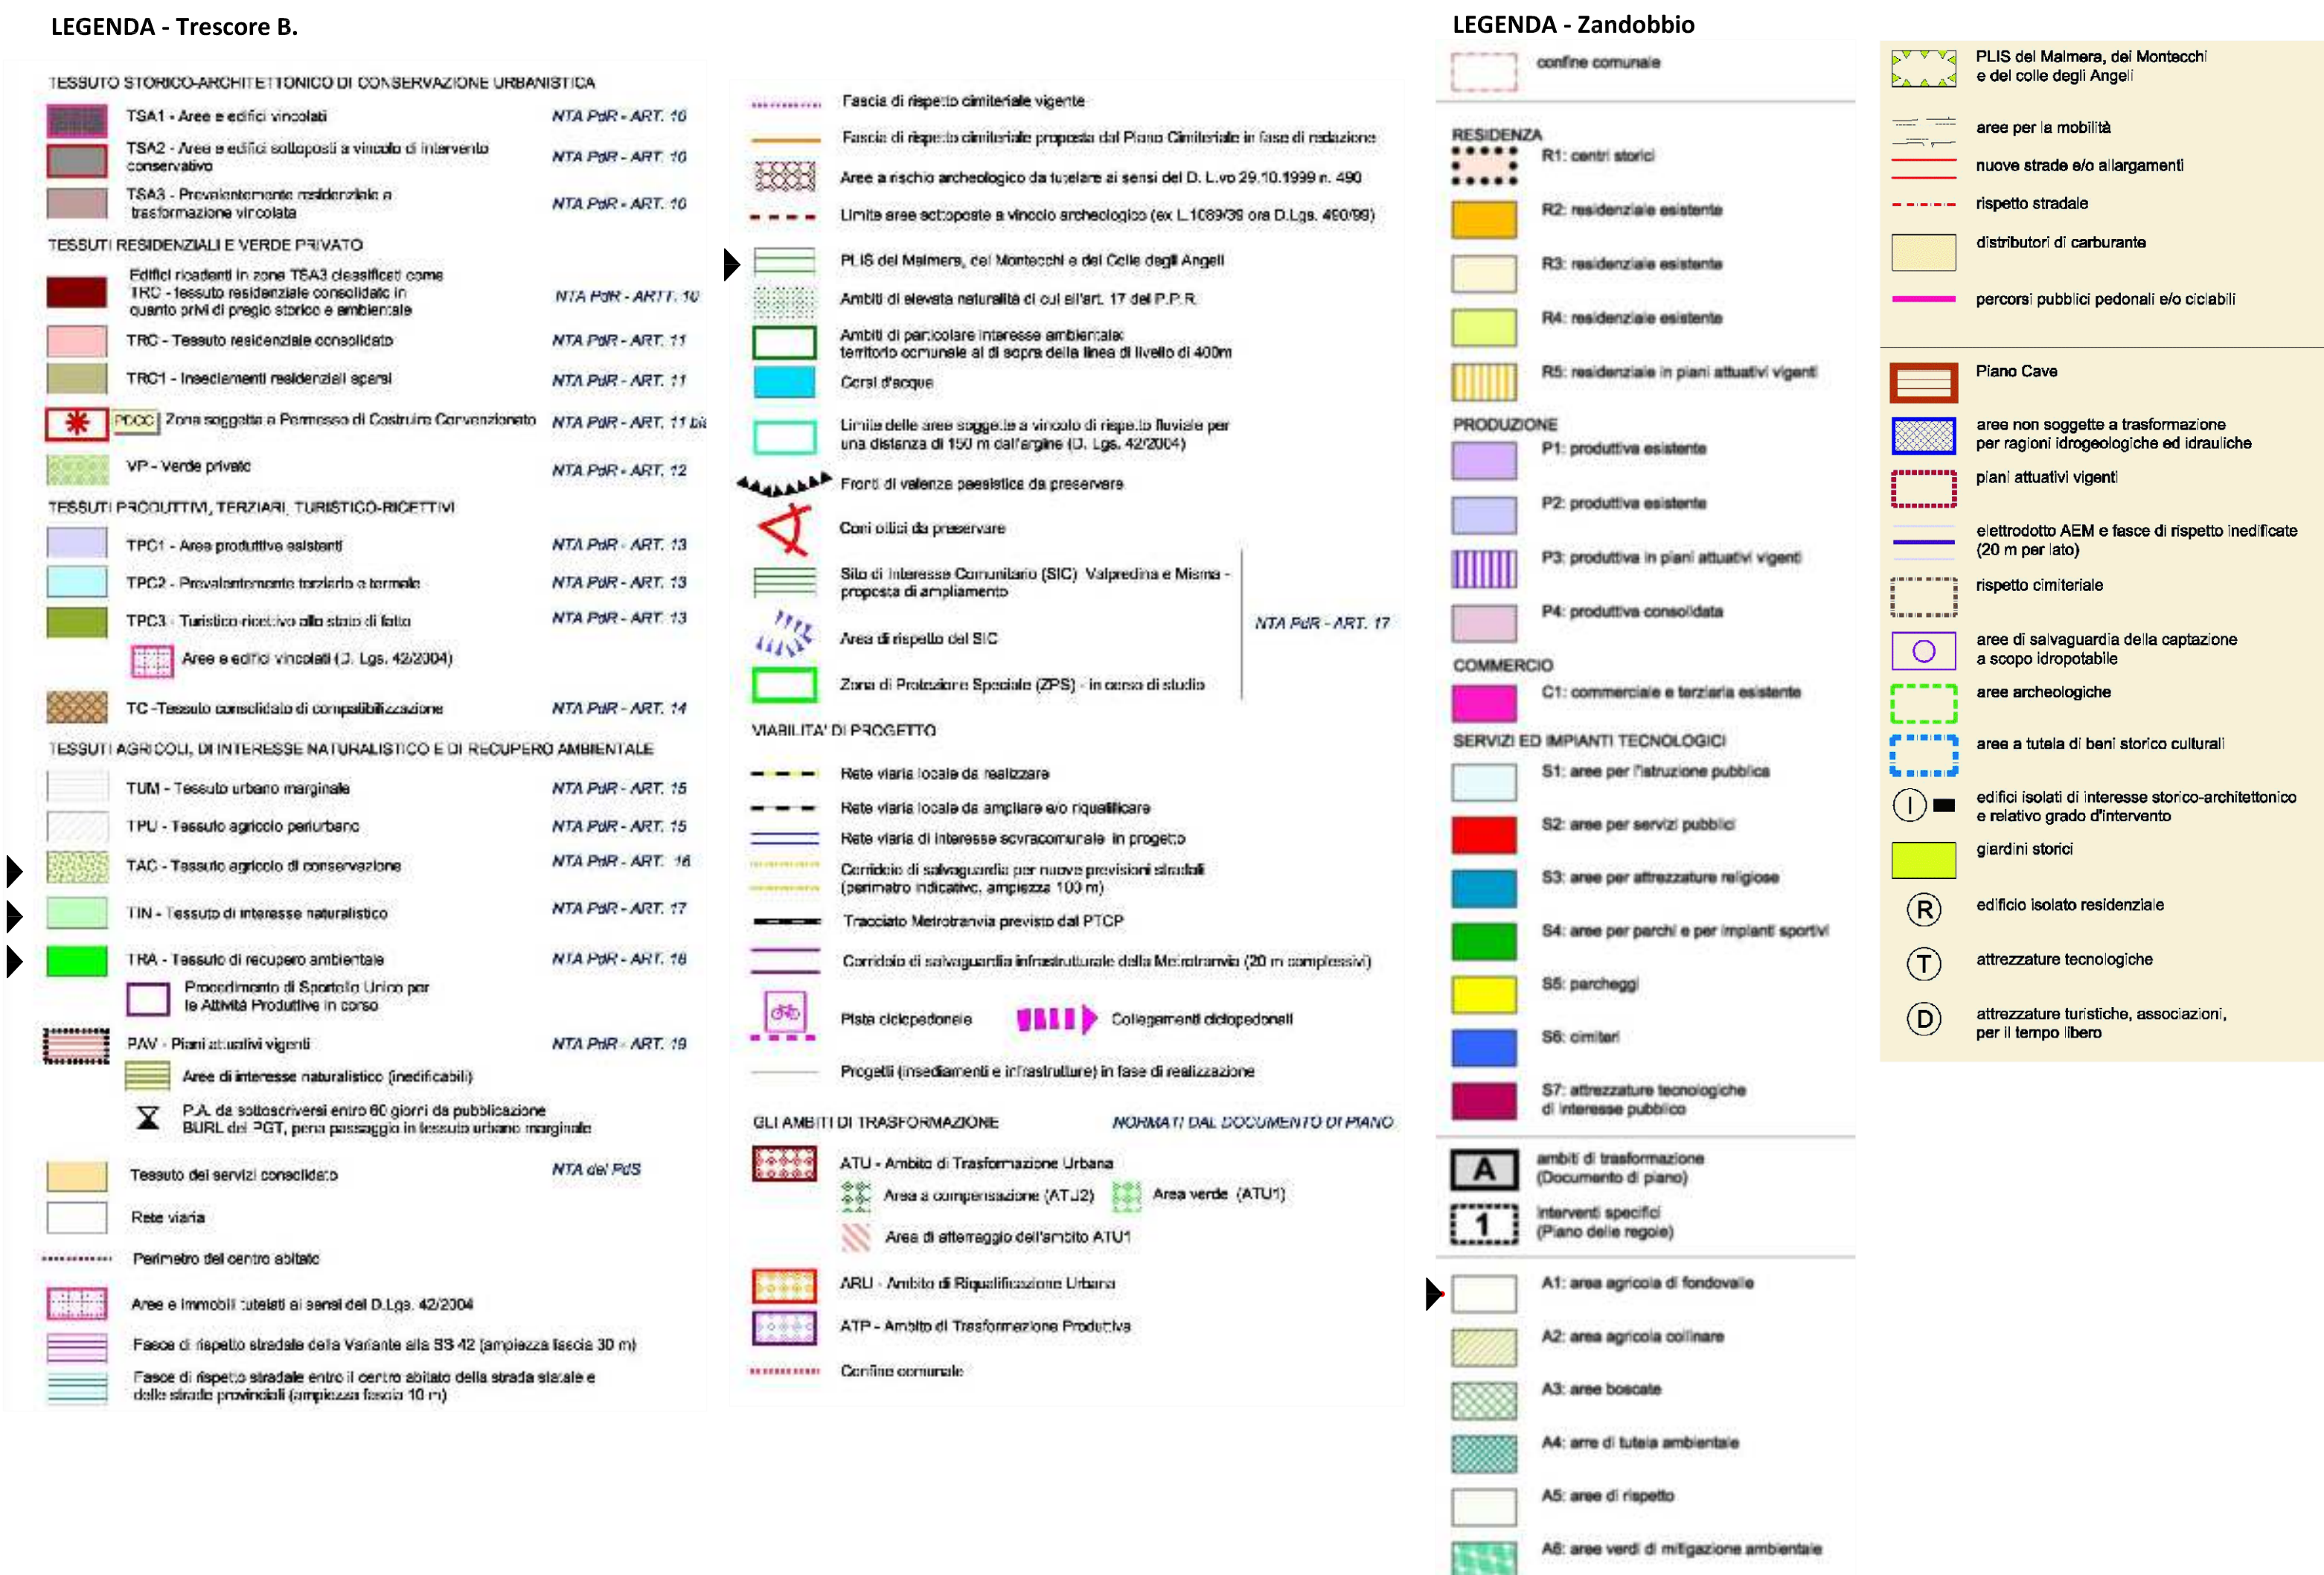 LEGENDA - Trescore B.
TESSUTO STORICO-ARCHITETTONICO DI CONSERVAZIONE URBANISTICA
TSA1 - Aree e edifici vincolati NTA PdR - ART. 10
TSA2 - Aree e edifici sottoposti a vincolo di intervento
conservativo NTA PdR - ART. 10
TSA3 - Prevalentemente residenziale a
trasformazione vincolata NTA PdR - ART. 10
TESSUTI RESIDENZIALI E VERDE PRIVATO
Edifici ricadenti in zona TSA3 classificati come
TRC - tessuto residenziale consolidato in
quanto privi di pregio storico e ambientale NTA PdR - ARTT. 10
TRC - Tessuto residenziale consolidato NTA PdR - ART. 11
TRC1 - Insediamenti residenziali sparsi NTA PdR - ART. 11
PDCC Zona soggetta a Permesso di Costruire Convenzionato NTA PdR - ART. 11 bis
VP - Verde privato NTA PdR - ART. 12
TESSUTI PRODUTTIVI, TERZIARI, TURISTICO-RICETTIVI
TPC1 - Aree produttive esistenti NTA PdR - ART. 13
TPC2 - Prevalentemente terziario e termale NTA PdR - ART. 13
TPC3 - Turistico-ricettivo allo stato di fatto NTA PdR - ART. 13
Aree e edifici vincolati (D. Lgs. 42/2004)
TC -Tessuto consolidato di compatibilizzazione NTA PdR - ART. 14
TESSUTI AGRICOLI, DI INTERESSE NATURALISTICO E DI RECUPERO AMBIENTALE
TUM - Tessuto urbano marginale NTA PdR - ART. 15
TPU - Tessuto agricolo periurbano NTA PdR - ART. 15
TAC - Tessuto agricolo di conservazione NTA PdR - ART. 16
TIN - Tessuto di interesse naturalistico NTA PdR - ART. 17
TRA - Tessuto di recupero ambientale NTA PdR - ART. 18
Procedimento di Sportello Unico per
le Attività Produttive in corso
PAV - Piani attuativi vigenti NTA PdR - ART. 19
Aree di interesse naturalistico (inedificabili)
P.A. da sottoscriversi entro 60 giorni da pubblicazione
BURL del PGT, pena passaggio in tessuto urbano marginale
Tessuto dei servizi consolidato NTA del PdS
Rete viaria
Perimetro del centro abitato
Aree e immobili tutelati ai sensi del D.Lgs. 42/2004
Fasce di rispetto stradale della Variante alla SS 42 (ampiezza fascia 30 m)
Fasce di rispetto stradale entro il centro abitato della strada statale e
delle strade provinciali (ampiezza fascia 10 m)
Fascia di rispetto cimiteriale vigente
Fascia di rispetto cimiteriale proposta dal Piano Cimiteriale in fase di redazione
Aree a rischio archeologico da tutelare ai sensi del D. L.vo 29.10.1999 n. 490
Limite aree sottoposte a vincolo archeologico (ex L.1089/39 ora D.Lgs. 490/99)
PLIS del Malmera, dei Montecchi e del Colle degli Angeli
Ambiti di elevata naturalità di cui all'art. 17 del P.P.R.
Ambiti di particolare interesse ambientale:
territorio comunale al di sopra della linea di livello di 400m
Corsi d'acque
Limite delle aree soggette a vincolo di rispetto fluviale per
una distanza di 150 m dall'argine (D. Lgs. 42/2004)
Fronti di valenza paesistica da preservare
Coni ottici da preservare
Sito di Interesse Comunitario (SIC) Valpredina e Misma -
proposta di ampliamento
Area di rispetto del SIC
NTA PdR - ART. 17
Zona di Protezione Speciale (ZPS) - in corso di studio
VIABILITA' DI PROGETTO
Rete viaria locale da realizzare
Rete viaria locale da ampliare e/o riqualificare
Rete viaria di interesse sovracomunale in progetto
Corridoio di salvaguardia per nuove previsioni stradali
(perimetro indicativo, ampiezza 100 m)
Tracciato Metrotranvia previsto dal PTCP
Corridoio di salvaguardia infrastrutturale della Metrotranvia (20 m complessivi)
Pista ciclopedonale Collegamenti ciclopedonali
Progetti (insediamenti e infrastrutture) in fase di realizzazione
GLI AMBITI DI TRASFORMAZIONE NORMATI DAL DOCUMENTO DI PIANO
ATU - Ambito di Trasformazione Urbana
Area a compensazione (ATU2) Area verde (ATU1)
Area di atterraggio dell'ambito ATU1
ARU - Ambito di Riqualificazione Urbana
ATP - Ambito di Trasformazione Produttiva
Confine comunale
LEGENDA - Zandobbio
confine comunale
RESIDENZA
R1: centri storici
R2: residenziale esistente
R3: residenziale esistente
R4: residenziale esistente
R5: residenziale in piani attuativi vigenti
PRODUZIONE
P1: produttiva esistente
P2: produttiva esistente
P3: produttiva in piani attuativi vigenti
P4: produttiva consolidata
COMMERCIO
C1: commerciale e terziaria esistente
SERVIZI ED IMPIANTI TECNOLOGICI
S1: aree per l'istruzione pubblica
S2: aree per servizi pubblici
S3: aree per attrezzature religiose
S4: aree per parchi e per impianti sportivi
S5: parcheggi
S6: cimiteri
S7: attrezzature tecnologiche
di interesse pubblico
A ambiti di trasformazione
(Documento di piano)
1 interventi specifici
(Piano delle regole)
A1: area agricola di fondovalle
A2: area agricola collinare
A3: aree boscate
A4: arre di tutela ambientale
A5: aree di rispetto
A6: aree verdi di mitigazione ambientale
PLIS del Malmera, dei Montecchi
e del colle degli Angeli
aree per la mobilità
nuove strade e/o allargamenti
rispetto stradale
distributori di carburante
percorsi pubblici pedonali e/o ciclabili
Piano Cave
aree non soggette a trasformazione
per ragioni idrogeologiche ed idrauliche
piani attuativi vigenti
elettrodotto AEM e fasce di rispetto inedificate
(20 m per lato)
rispetto cimiteriale
aree di salvaguardia della captazione
a scopo idropotabile
aree archeologiche
aree a tutela di beni storico culturali
I edifici isolati di interesse storico-architettonico
e relativo grado d'intervento
giardini storici
R edificio isolato residenziale
T attrezzature tecnologiche
D attrezzature turistiche, associazioni,
per il tempo libero